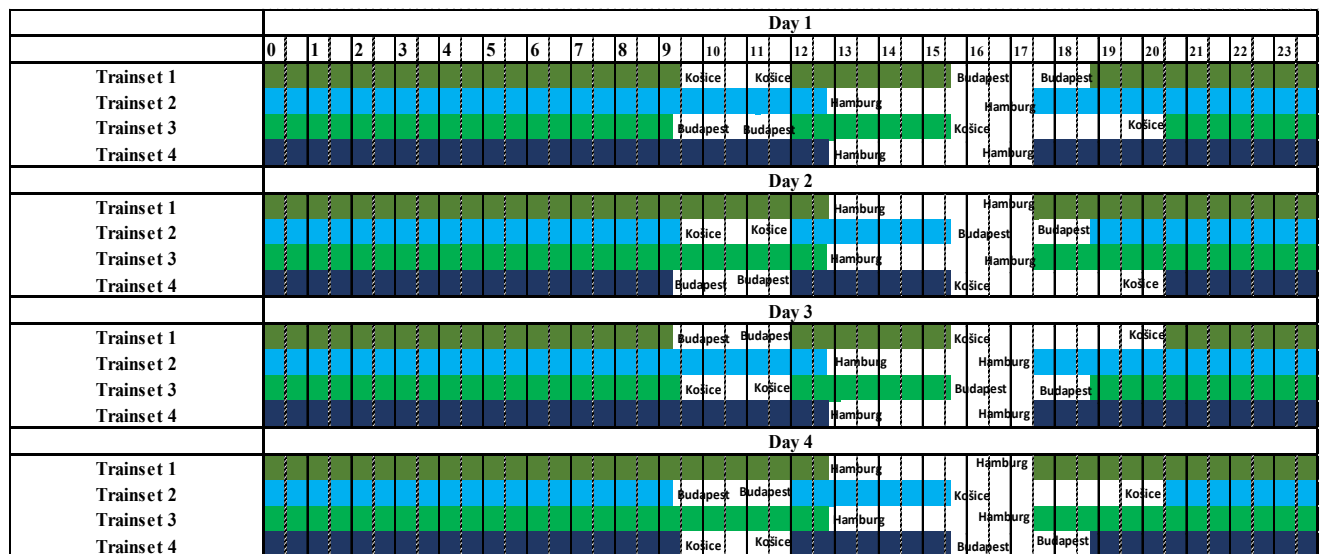 Day 1
0 1 2 3 4 5 6 7 8 9 10 11 12 13 14 15 16 17 18 19 20 21 22 23
Trainset 1 Košice Košice Budapest Budapest
Trainset 2 Hamburg Hamburg
Trainset 3 Budapest Budapest Košice Košice
Trainset 4 Hamburg Hamburg
Day 2
Trainset 1 Hamburg Hamburg
Trainset 2 Košice Košice Budapest Budapest
Trainset 3 Hamburg Hamburg
Trainset 4 Budapest Budapest Košice Košice
Day 3
Trainset 1 Budapest Budapest Košice Košice
Trainset 2 Hamburg Hamburg
Trainset 3 Košice Košice Budapest Budapest
Trainset 4 Hamburg Hamburg
Day 4
Trainset 1 Hamburg Hamburg
Trainset 2 Budapest Budapest Košice Košice
Trainset 3 Hamburg Hamburg
Trainset 4 Košice Košice Budapest Budapest